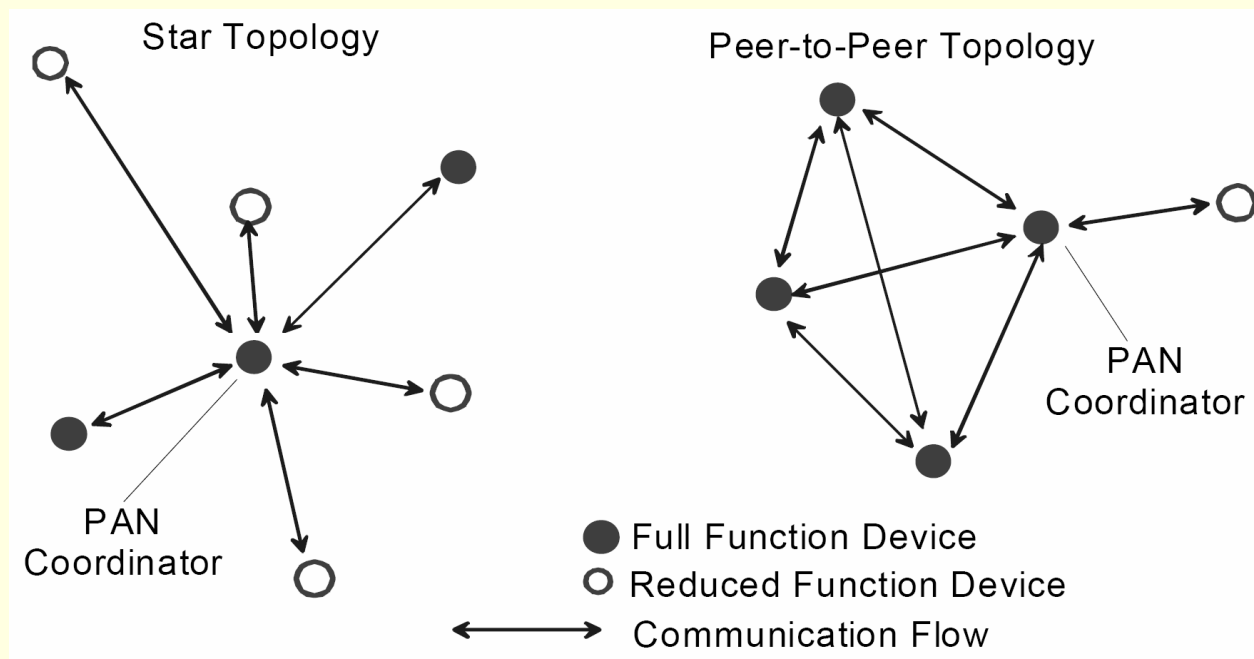 Star Topology
Peer-to-Peer Topology
PAN
Coordinator
PAN
Coordinator
Full Function Device
Reduced Function Device
Communication Flow